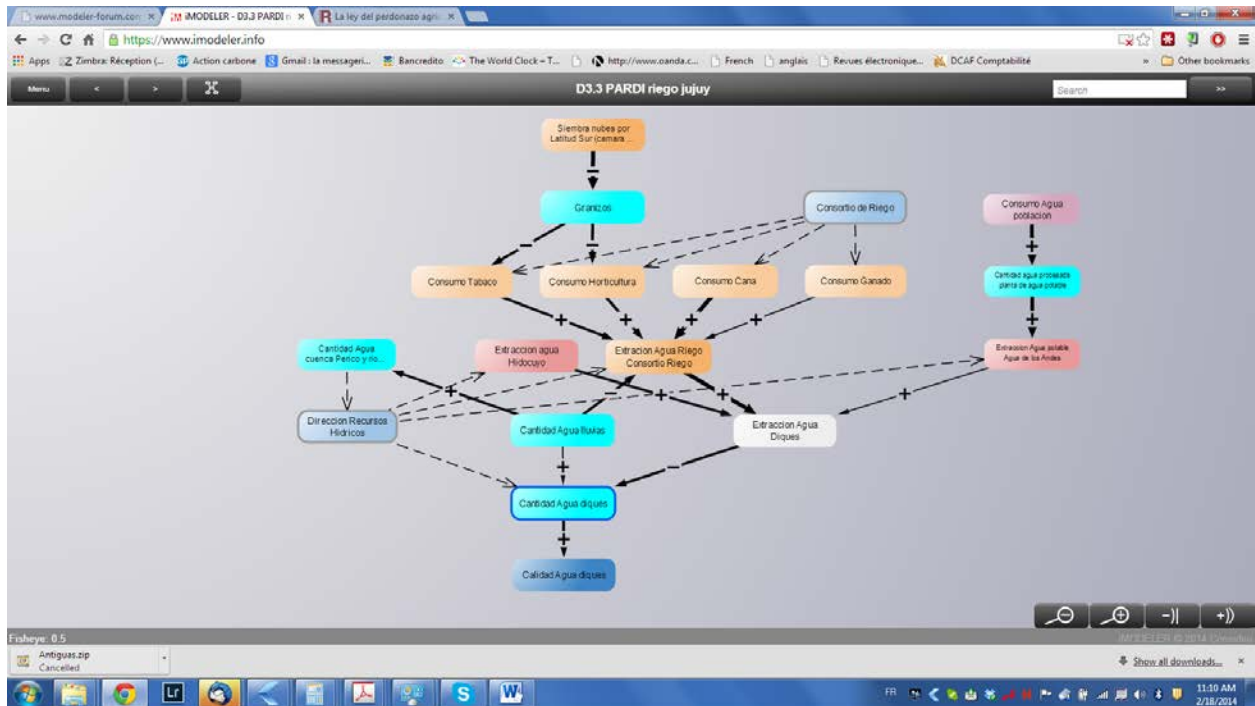 www.modeler-forum.com
iMODELER - D3.3 PARDI r
La ley del perdonazo agri
https://www.imodeler.info
Apps
Zimbra: Réception (...
Action carbone
Gmail : la messageri...
Bancredito
The World Clock – T...
http://www.oanda.c...
French
anglais
Revues électronique...
DCAF Comptabilité
»
Other bookmarks
Menu
<
>
D3.3 PARDI riego jujuy
Search
>>
Siembra nubes por
Latitud Sur (camara ...
–
Granizos
Consortio de Riego
Consumo Agua
poblacion
–
–
+
Consumo Tabaco
Consumo Horticultura
Consumo Cana
Consumo Ganado
Cantidad agua procesada
planta de agua potable
+
+
+
+
+
Cantidad Agua
cuenca Perico y rio...
Extraccion agua
Hidocuyo
Extracion Agua Riego
Consortio Riego
Extraccion Agua potable
Agua de los Andes
+
–
+
+
+
Direccion Recursos
Hidricos
Cantidad Agua lluvias
Extraccion Agua
Diques
+
–
Cantidad Agua diques
+
Calidad Agua diques
-)|
+))
Fisheye: 0.5
iMODELER © 2014 Consideo
Antiguas.zip
Cancelled
Show all downloads...
FR
11:10 AM
2/18/2014